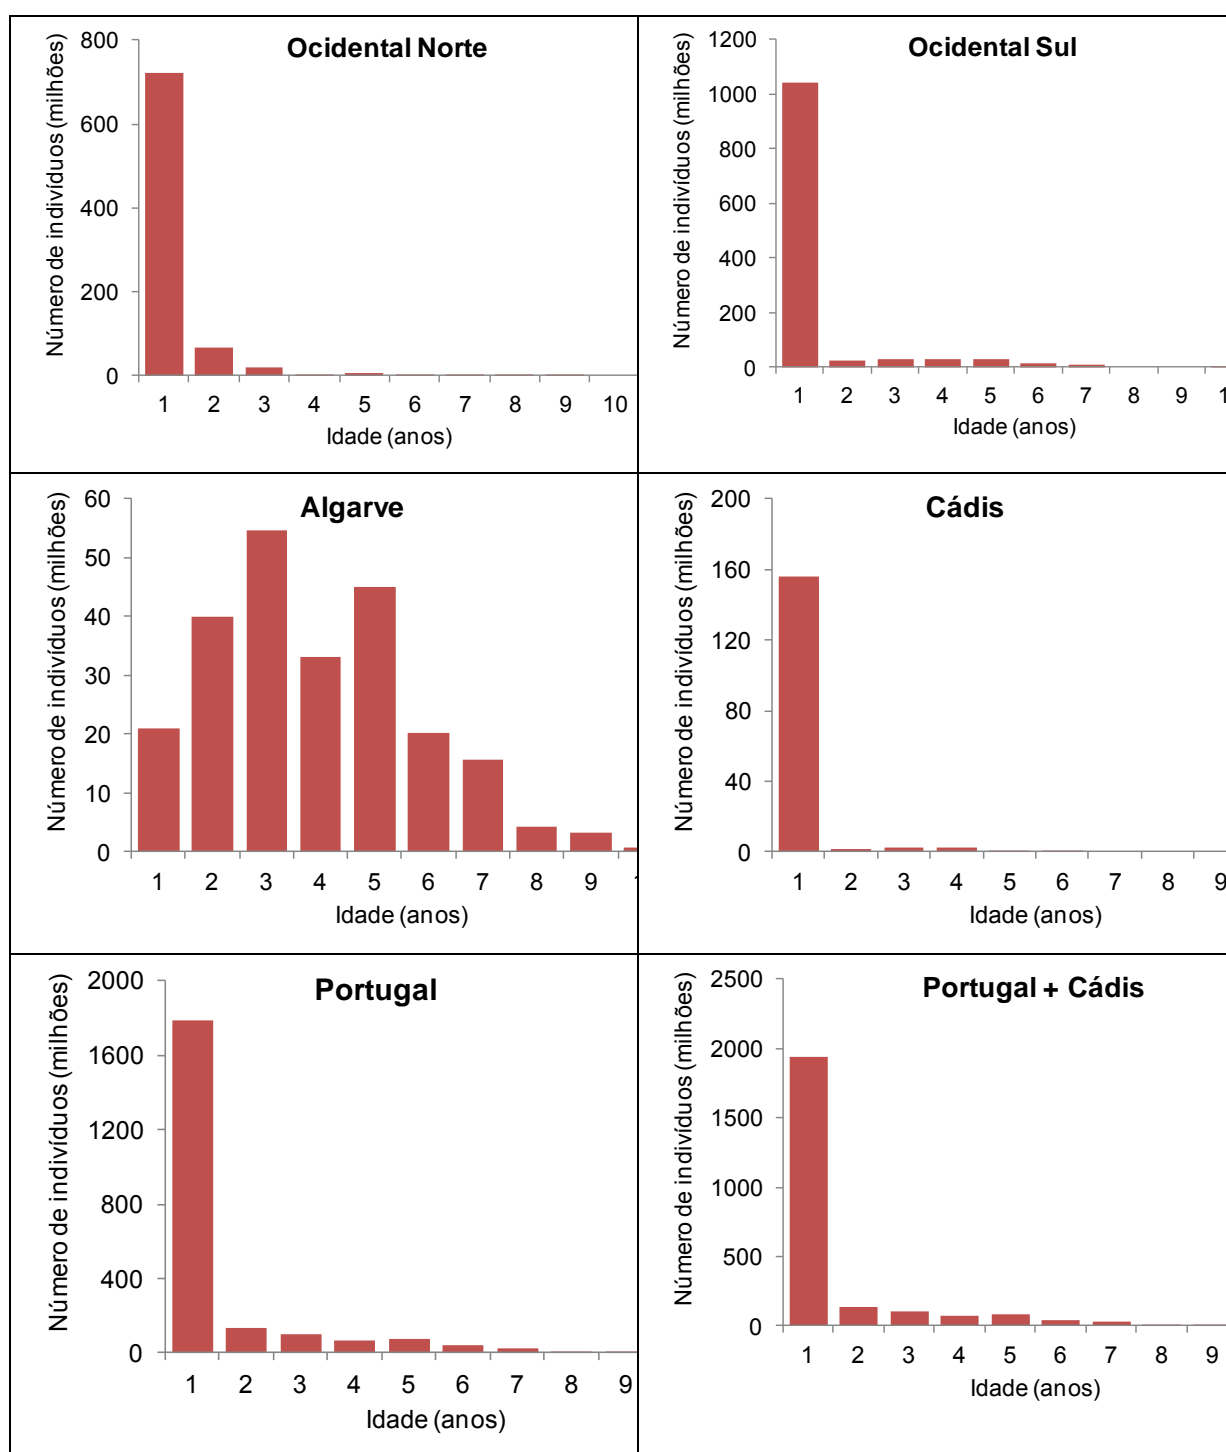 Ocidental Norte
Número de indivíduos (milhões)
800
600
400
200
0
1 2 3 4 5 6 7 8 9 10
Idade (anos)
Ocidental Sul
Número de indivíduos (milhões)
1200
1000
800
600
400
200
0
1 2 3 4 5 6 7 8 9 1
Idade (anos)
Algarve
Número de indivíduos (milhões)
60
50
40
30
20
10
0
1 2 3 4 5 6 7 8 9 1
Idade (anos)
Cádis
Número de indivíduos (milhões)
200
160
120
80
40
0
1 2 3 4 5 6 7 8 9
Idade (anos)
Portugal
Número de indivíduos (milhões)
2000
1600
1200
800
400
0
1 2 3 4 5 6 7 8 9
Idade (anos)
Portugal + Cádis
Número de indivíduos (milhões)
2500
2000
1500
1000
500
0
1 2 3 4 5 6 7 8 9
Idade (anos)